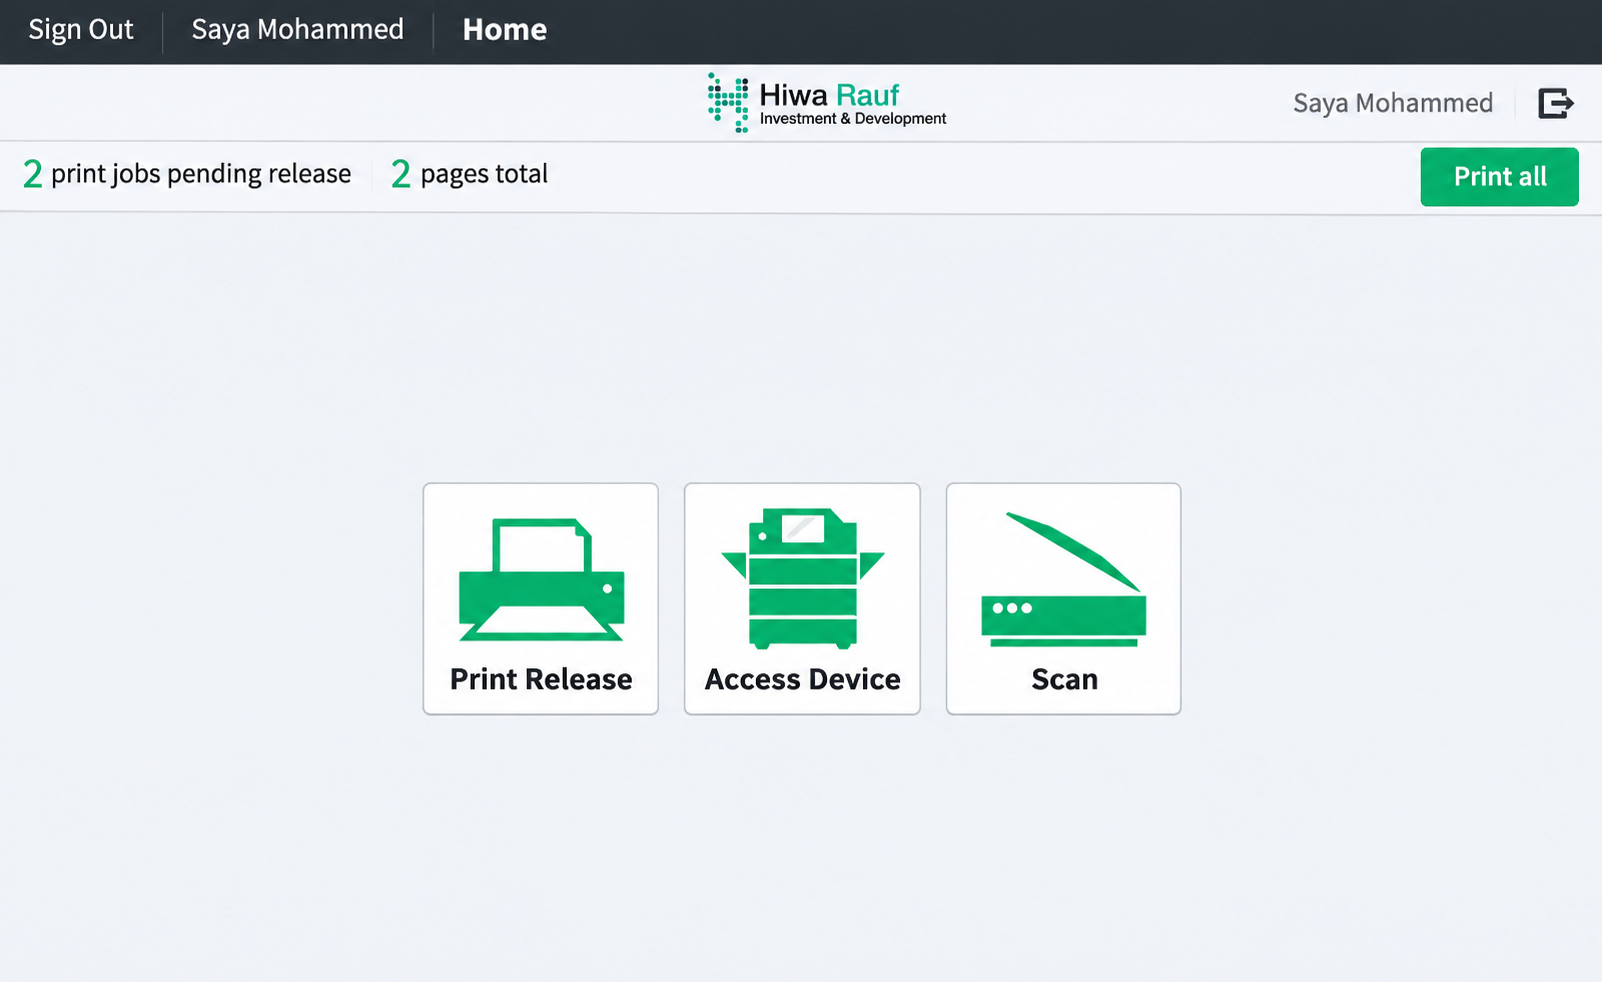 Sign Out
Saya Mohammed
Home
Hiwa Rauf
Investment & Development
Saya Mohammed
2 print jobs pending release
2 pages total
Print all
Print Release
Access Device
Scan